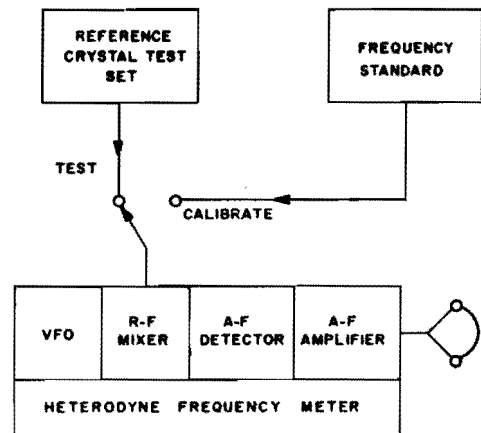 REFERENCE
CRYSTAL TEST
SET
FREQUENCY
STANDARD
TEST
CALIBRATE
VFO
R-F
MIXER
A-F
DETECTOR
A-F
AMPLIFIER
HETERODYNE FREQUENCY METER